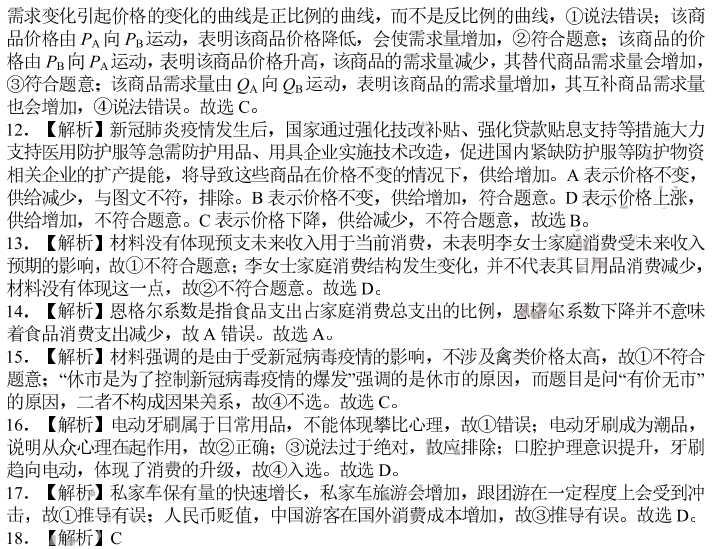 需求变化引起价格的变化的曲线是正比例的曲线，而不是反比例的曲线，①说法错误；该商
品价格由 PA 向 PB 运动，表明该商品价格降低，会使需求量增加，②符合题意；该商品的价
格由 PB 向 PA 运动，表明该商品价格升高，该商品的需求量减少，其替代商品需求量会增加，
③符合题意；该商品需求量由 QA 向 QB 运动，表明该商品的需求量增加，其互补商品需求量
也会增加，④说法错误。故选 C。
12．【解析】新冠肺炎疫情发生后，国家通过强化技改补贴、强化贷款贴息支持等措施大力
支持医用防护服等急需防护用品、用具企业实施技术改造，促进国内紧缺防护服等防护物资
相关企业的扩产提能，将导致这些商品在价格不变的情况下，供给增加。A 表示价格不变，
供给减少，与图文不符，排除。B 表示价格不变，供给增加，符合题意。D 表示价格上涨，
供给增加，不符合题意。C 表示价格下降，供给减少，不符合题意，故选 B。
13．【解析】材料没有体现预支未来收入用于当前消费，未表明李女士家庭消费受未来收入
预期的影响，故①不符合题意；李女士家庭消费结构发生变化，并不代表其日用品消费减少，
材料没有体现这一点，故②不符合题意。故选 D。
14．【解析】恩格尔系数是指食品支出占家庭消费总支出的比例，恩格尔系数下降并不意味
着食品消费支出减少，故 A 错误。故选 A。
15．【解析】材料强调的是由于受新冠病毒疫情的影响，不涉及禽类价格太高，故①不符合
题意；“休市是为了控制新冠病毒疫情的爆发”强调的是休市的原因，而题目是问“有价无市”
的原因，二者不构成因果关系，故④不选。故选 C。
16．【解析】电动牙刷属于日常用品，不能体现攀比心理，故①错误；电动牙刷成为潮品，
说明从众心理在起作用，故②正确；③说法过于绝对，故应排除；口腔护理意识提升，牙刷
趋向电动，体现了消费的升级，故④入选。故选 D。
17．【解析】私家车保有量的快速增长，私家车旅游会增加，跟团游在一定程度上会受到冲
击，故①推导有误；人民币贬值，中国游客在国外消费成本增加，故③推导有误。故选 D。
18．【解析】C